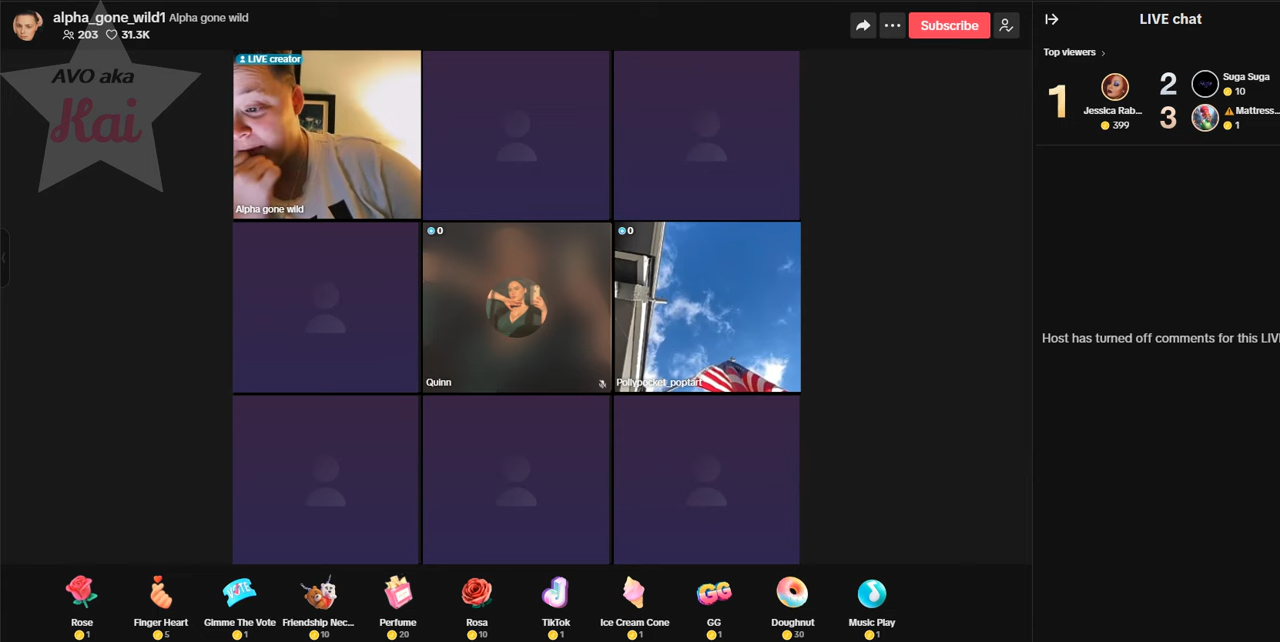 alpha_gone_wild1 Alpha gone wild
203 31.3K
Subscribe
AVO aka
Kai
LIVE creator
Alpha gone wild
0
Quinn
0
Pollypocket_poptart
LIVE chat
Top viewers
1
Jessica Rab...
399
2
Suga Suga
10
3
Mattress...
1
Host has turned off comments for this LIV
Rose
1
Finger Heart
5
VOTE
Gimme The Vote
1
Friendship Nec...
10
Perfume
20
Rosa
10
TikTok
1
Ice Cream Cone
1
GG
GG
1
Doughnut
30
Music Play
1